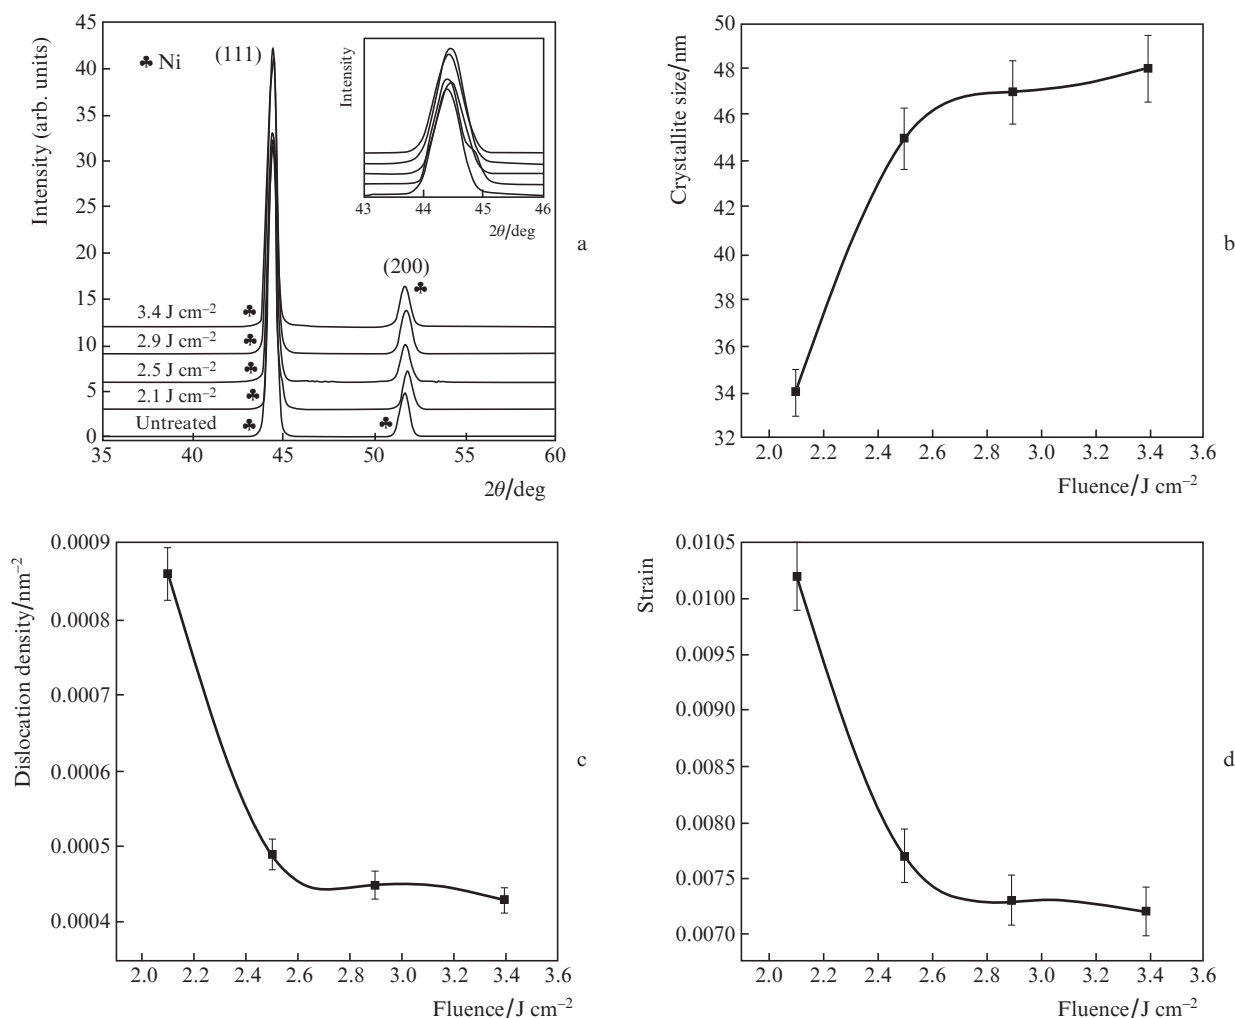 45
40
35
30
25
20
15
10
5
0
Intensity (arb. units)
♣ Ni
(111)
(200)
3.4 J cm⁻²
2.9 J cm⁻²
2.5 J cm⁻²
2.1 J cm⁻²
Untreated
35 40 45 50 55 60
2θ/deg
Intensity
43 44 45 46
2θ/deg
a
50
48
46
44
52
40
38
36
34
32
Crystallite size/nm
2.0 2.2 2.4 2.6 2.8 3.0 3.2 3.4 3.6
Fluence/J cm⁻²
b
0.0009
0.0008
0.0007
0.0006
0.0005
0.0004
Dislocation density/nm⁻²
2.0 2.2 2.4 2.6 2.8 3.0 3.2 3.4 3.6
Fluence/J cm⁻²
c
0.0105
0.0100
0.0095
0.0090
0.0085
0.0080
0.0075
0.0070
Strain
2.0 2.2 2.4 2.6 2.8 3.0 3.2 3.4 3.6
Fluence/J cm⁻²
d